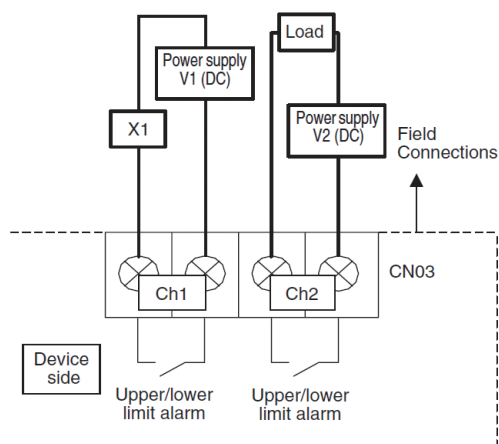 Load
Power supply
V1 (DC)
X1
Power supply
V2 (DC)
Field
Connections
CN03
Ch1
Ch2
Device
side
Upper/lower
limit alarm
Upper/lower
limit alarm